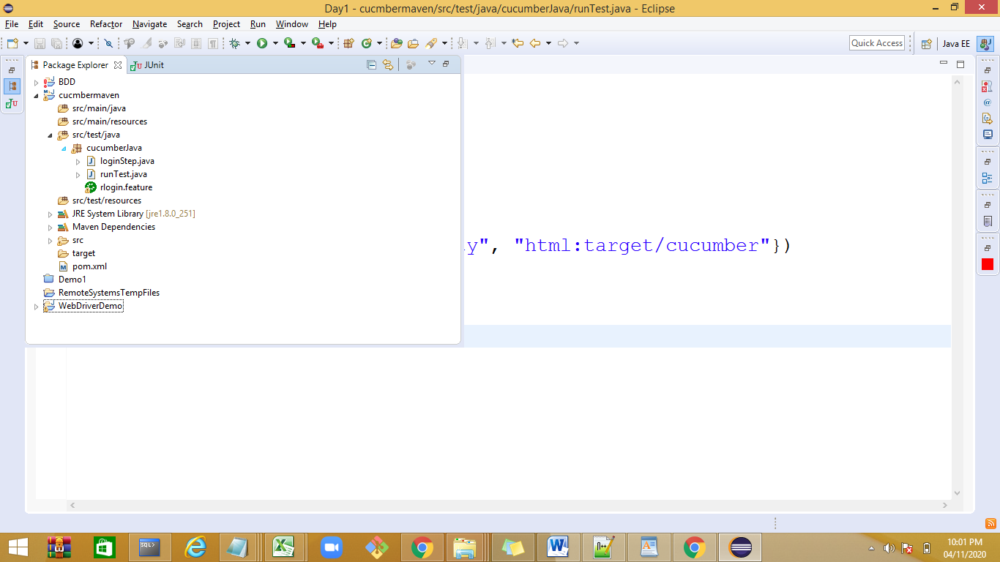 Day1 - cucmbermaven/src/test/java/cucumberJava/runTest.java - Eclipse
File Edit Source Refactor Navigate Search Project Run Window Help
Quick Access Java EE
Package Explorer JUnit
BDD
cucmbermaven
src/main/java
src/main/resources
src/test/java
cucumberJava
loginStep.java
runTest.java
rlogin.feature
src/test/resources
JRE System Library [jre1.8.0_251]
Maven Dependencies
src
y", "html:target/cucumber"})
target
pom.xml
Demo1
RemoteSystemsTempFiles
WebDriverDemo
10:01 PM
04/11/2020